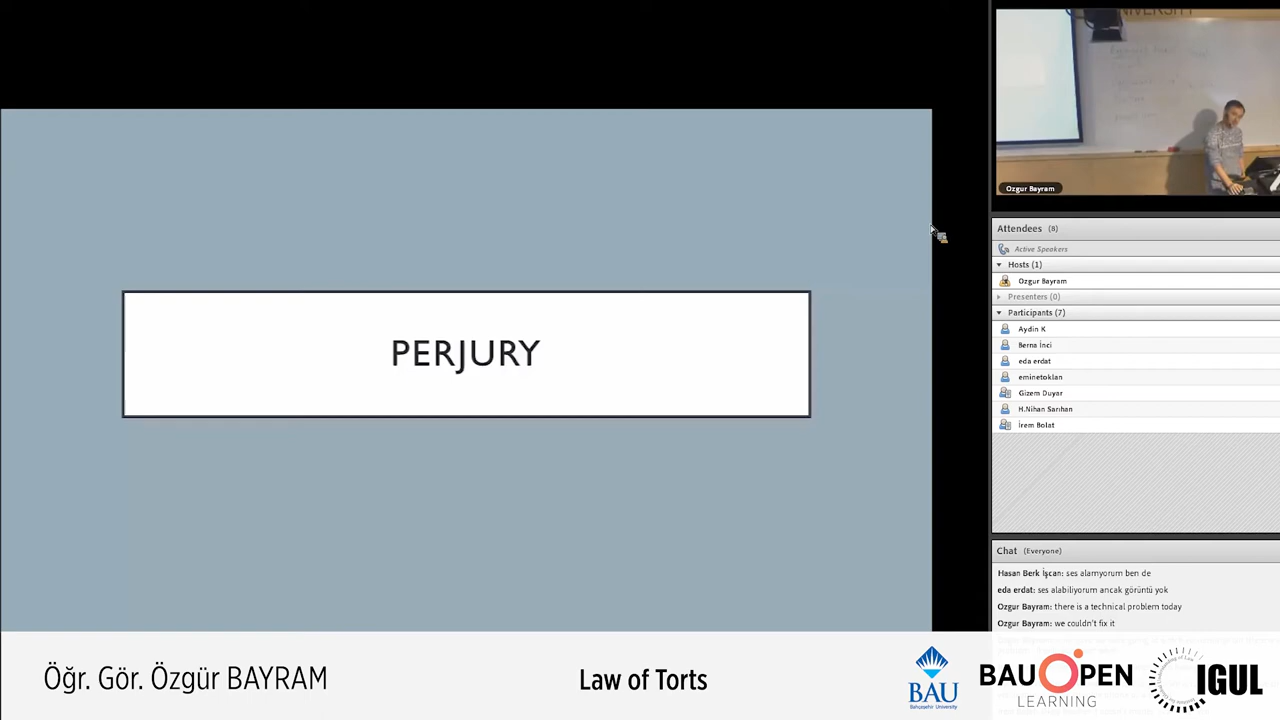 PERJURY
UNIVERSITY
Ozgur Bayram
Attendees (8)
Active Speakers
Hosts (1)
Ozgur Bayram
Presenters (0)
Participants (7)
Aydin K
Berna İnci
eda erdat
eminetoklan
Gizem Duyar
H.Nihan Sarıhan
İrem Bolat
Chat (Everyone)
Hasan Berk İşcan: ses alamyorum ben de
eda erdat: ses alabiliyorum ancak görüntü yok
Ozgur Bayram: there is a technical problem today
Ozgur Bayram: we couldn't fix it
Öğr. Gör. Özgür BAYRAM
Law of Torts
BAU
Bahçeşehir University
BAU OPEN
LEARNING
IGUL